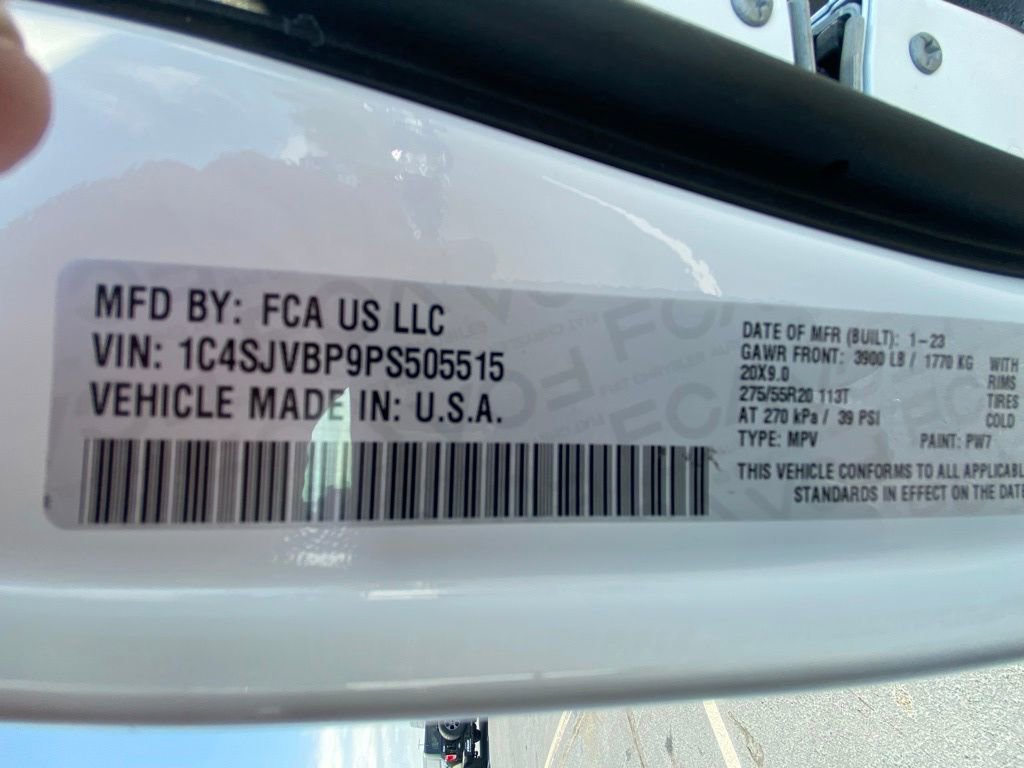 MFD BY: FCA US LLC
VIN: 1C4SJVBP9PS505515
VEHICLE MADE IN: U.S.A.
DATE OF MFR (BUILT): 1-23
GAWR FRONT: 3900 LB / 1770 KG WITH
20X9.0 RIMS
275/55R20 113T TIRES
AT 270 kPa / 39 PSI COLD
TYPE: MPV PAINT: PW7
THIS VEHICLE CONFORMS TO ALL APPLICABL
STANDARDS IN EFFECT ON THE DATE